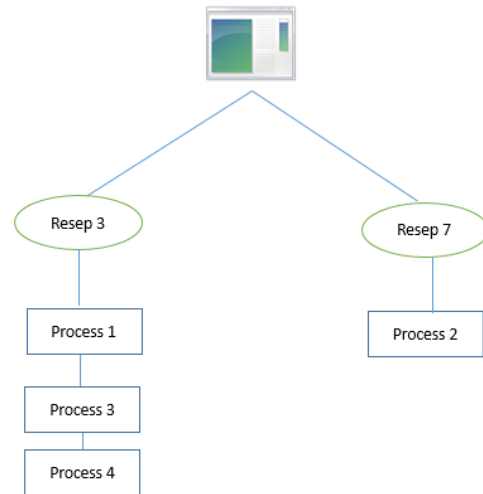 Resep 3
Resep 7
Process 1
Process 2
Process 3
Process 4